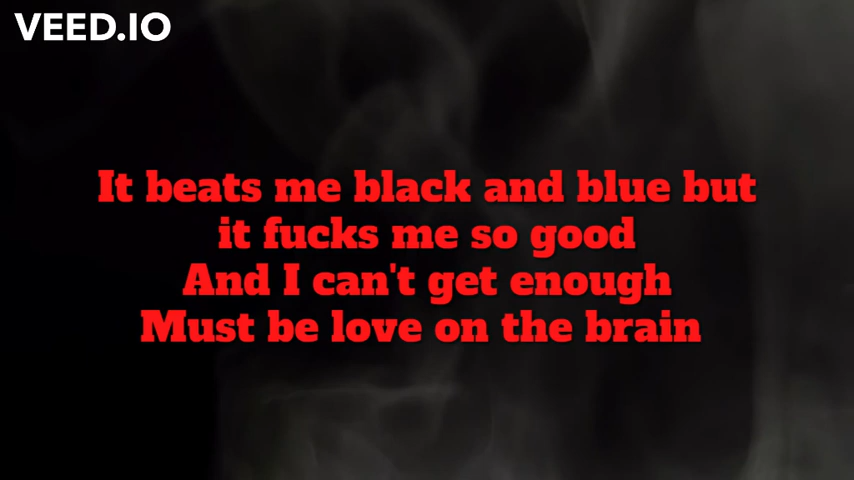 VEED.IO
It beats me black and blue but
it fucks me so good
And I can't get enough
Must be love on the brain